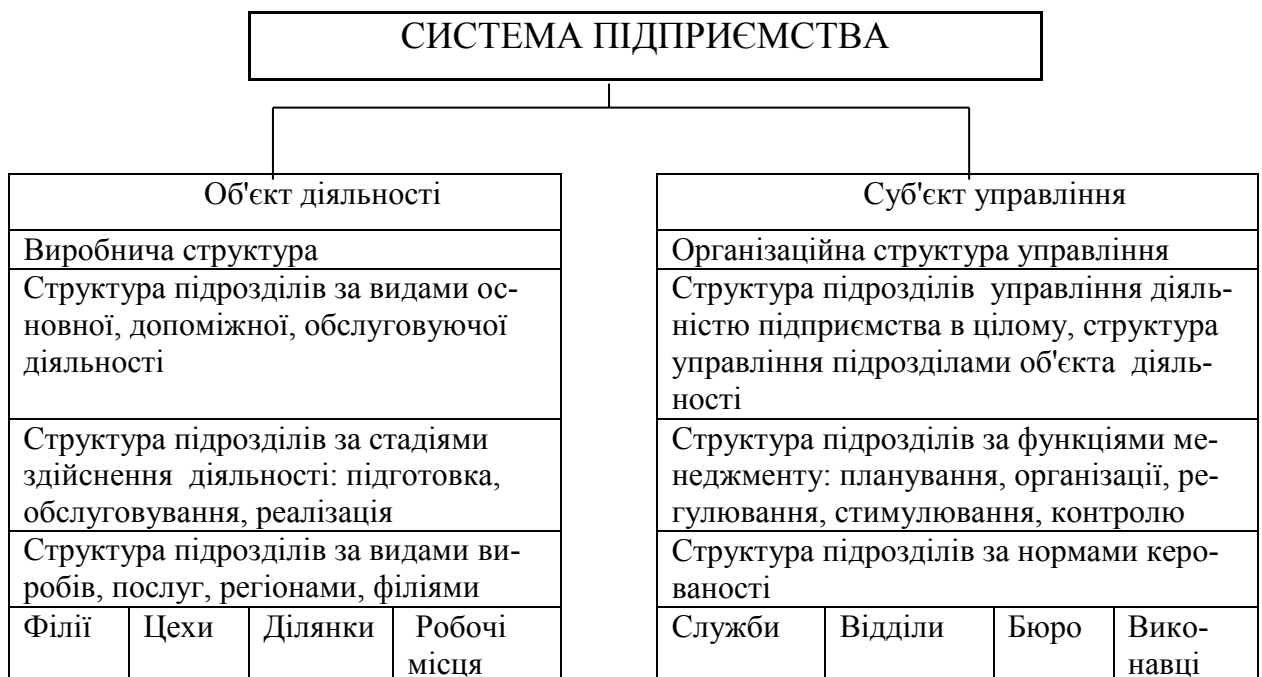 СИСТЕМА ПІДПРИЄМСТВА
Об'єкт діяльності
Виробнича структура
Структура підрозділів за видами ос-
новної, допоміжної, обслуговуючої
діяльності
Структура підрозділів за стадіями
здійснення діяльності: підготовка,
обслуговування, реалізація
Структура підрозділів за видами ви-
робів, послуг, регіонами, філіями
Філії Цехи Ділянки Робочі
місця
Суб'єкт управління
Організаційна структура управління
Структура підрозділів управління діяль-
ністю підприємства в цілому, структура
управління підрозділами об'єкта діяль-
ності
Структура підрозділів за функціями ме-
неджменту: планування, організації, ре-
гулювання, стимулювання, контролю
Структура підрозділів за нормами керо-
ваності
Служби Відділи Бюро Вико-
навці